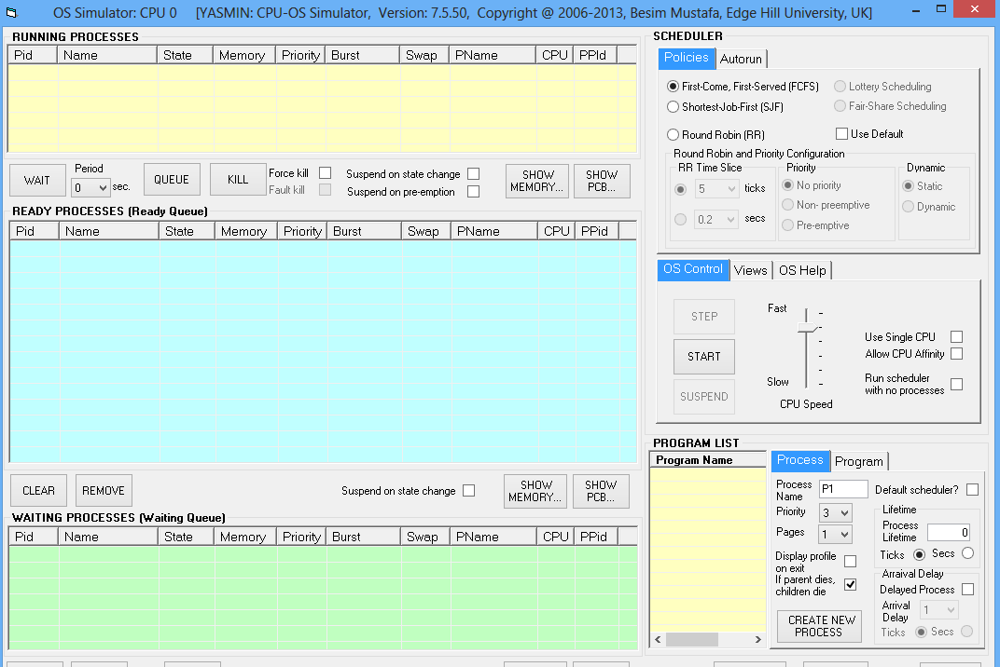 OS Simulator: CPU 0 [YASMIN: CPU-OS Simulator, Version: 7.5.50, Copyright @ 2006-2013, Besim Mustafa, Edge Hill University, UK]
RUNNING PROCESSES
Pid Name State Memory Priority Burst Swap PName CPU PPId
WAIT
Period
0 sec.
QUEUE
KILL
Force kill
Fault kill
Suspend on state change
Suspend on pre-emption
SHOW
MEMORY...
SHOW
PCB...
READY PROCESSES (Ready Queue)
Pid Name State Memory Priority Burst Swap PName CPU PPid
CLEAR
REMOVE
Suspend on state change
SHOW
MEMORY...
SHOW
PCB...
WAITING PROCESSES (Waiting Queue)
Pid Name State Memory Priority Burst Swap PName CPU PPid
SCHEDULER
Policies Autorun
First-Come, First-Served (FCFS)
Lottery Scheduling
Shortest-Job-First (SJF)
Fair-Share Scheduling
Round Robin (RR)
Use Default
Round Robin and Priority Configuration
RR Time Slice
5 ticks
0.2 secs
Priority
No priority
Non- preemptive
Pre-emptive
Dynamic
Static
Dynamic
OS Control Views OS Help
STEP
START
SUSPEND
Fast
Slow
CPU Speed
Use Single CPU
Allow CPU Affinity
Run scheduler
with no processes
PROGRAM LIST
Program Name
Process Program
Process
Name
P1
Default scheduler?
Priority
3
Pages
1
Display profile
on exit
If parent dies,
children die
CREATE NEW
PROCESS
Lifetime
Process
Lifetime
0
Ticks Secs
Arraival Delay
Delayed Process
Arrival
Delay
1
Ticks Secs